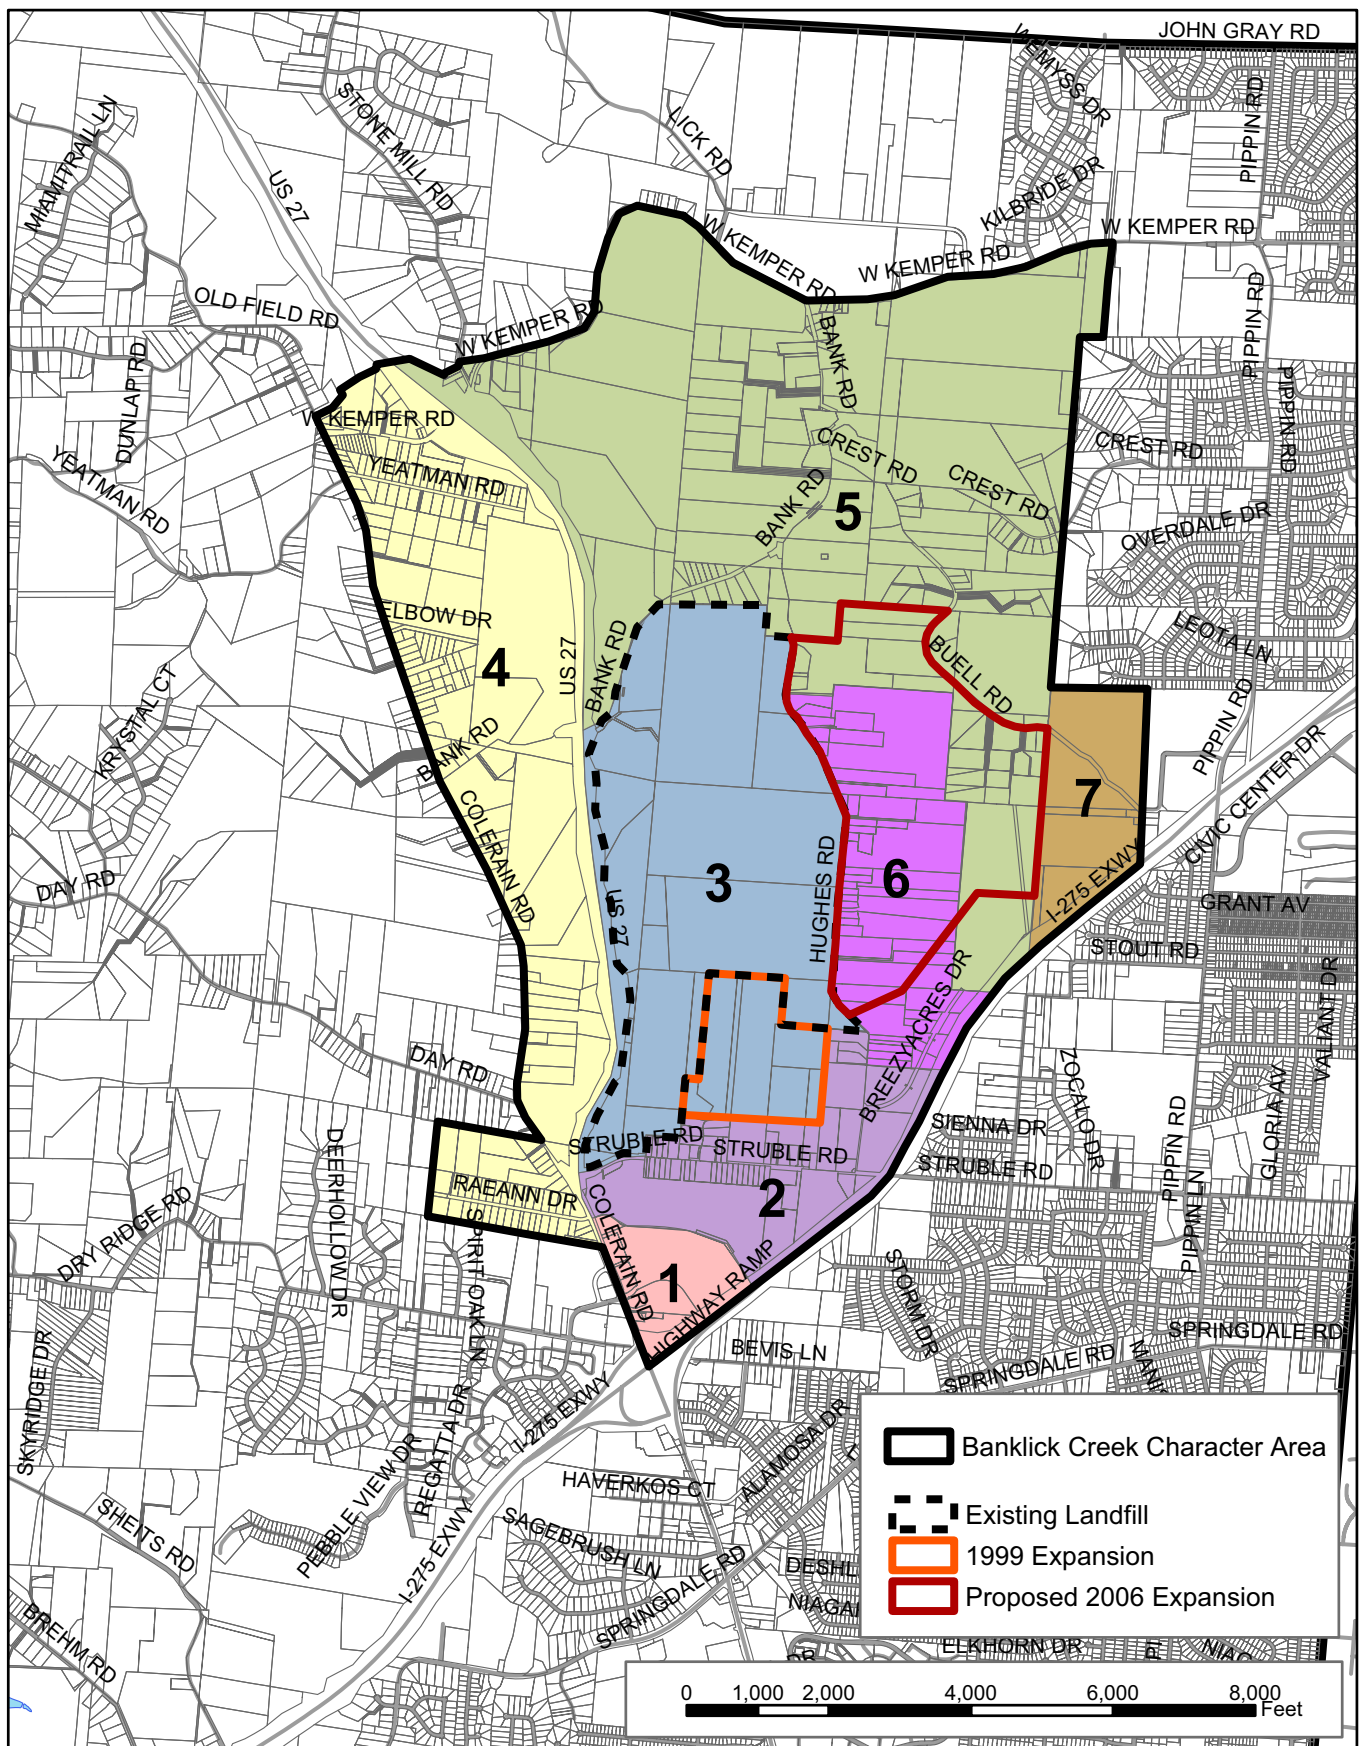 JOHN GRAY RD
WEMYSS DR
STONE MILL RD
LICK RD
PIPPIN RD
MIAMITRAIL LN
US 27
KILBRIDE DR
W KEMPER RD
W KEMPER RD
W KEMPER RD
OLD FIELD RD
W KEMPER RD
PIPPIN RD
BANK RD
DUNLAP RD
PIPPIN RD
W KEMPER RD
CREST RD
CREST RD
YEATMAN RD
YEATMAN RD
CREST RD
BANK RD
5
OVERDALE DR
ELBOW DR
LEOTA LN
4
US 27
BANK RD
BUELL RD
KRYSTAL CT
PIPPIN RD
BANK RD
CIVIC CENTER DR
7
COLERAIN RD
DAY RD
3
HUGHES RD
6
I-275 EXWY
GRANT AV
US 27
STOUT RD
VALIANT DR
BREEZYACRES DR
DAY RD
ZOCALO DR
GLORIA AV
SIENNA DR
PIPPIN RD
STRUBLE RD
STRUBLE RD
STRUBLE RD
DEERHOLLOW DR
RAEANN DR
2
DRY RIDGE RD
SPIRIT OAK LN
COLERAIN RD
PIPPIN LN
1
HIGHWAY RAMP
STORM DR
SPRINGDALE RD
SKYRIDGE DR
BEVIS LN
SPRINGDALE RD
REGATTA DR
I-275 EXWY
ALAMOSA DR
PEBBLE VIEW DR
HAVERKOS CT
SHEITS RD
I-275 EXWY
SAGEBRUSH LN
SPRINGDALE RD
BREHM RD
ELKHORN DR
Banklick Creek Character Area
Existing Landfill
1999 Expansion
Proposed 2006 Expansion
0 1,000 2,000 4,000 6,000 8,000
Feet